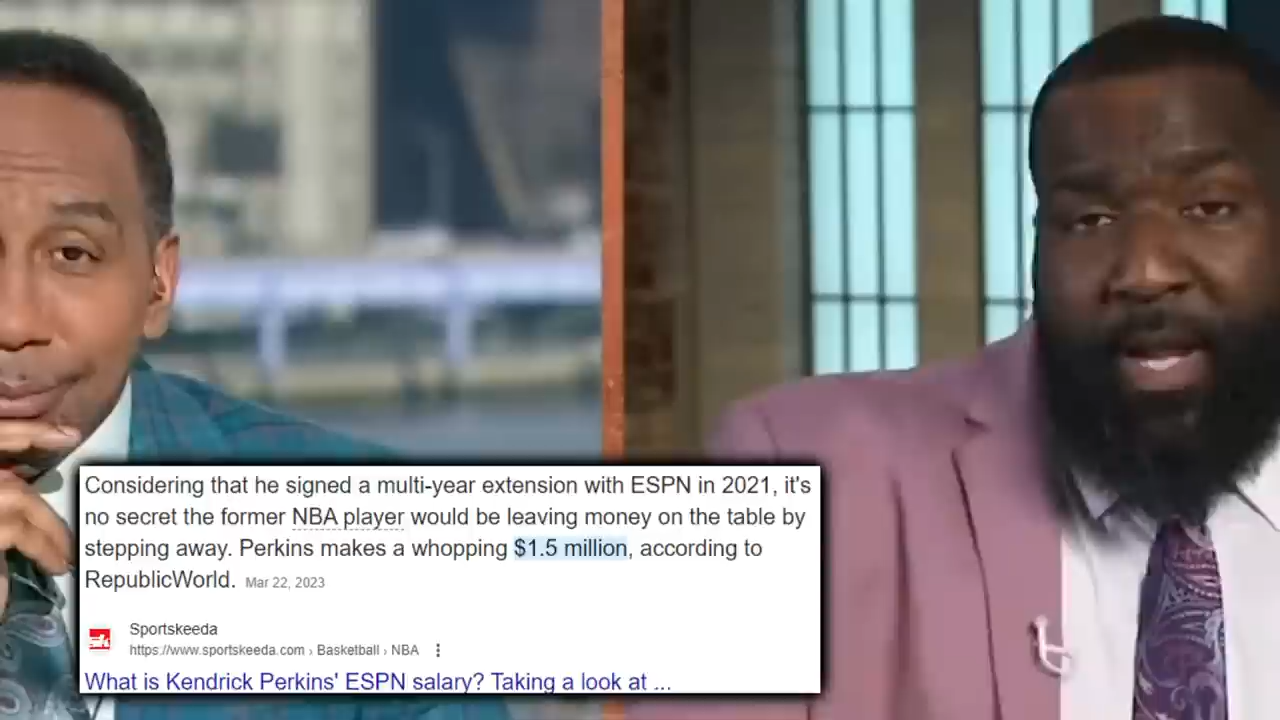 Considering that he signed a multi-year extension with ESPN in 2021, it's
no secret the former NBA player would be leaving money on the table by
stepping away. Perkins makes a whopping $1.5 million, according to
RepublicWorld. Mar 22, 2023
Sportskeeda
https://www.sportskeeda.com › Basketball › NBA
What is Kendrick Perkins' ESPN salary? Taking a look at ...